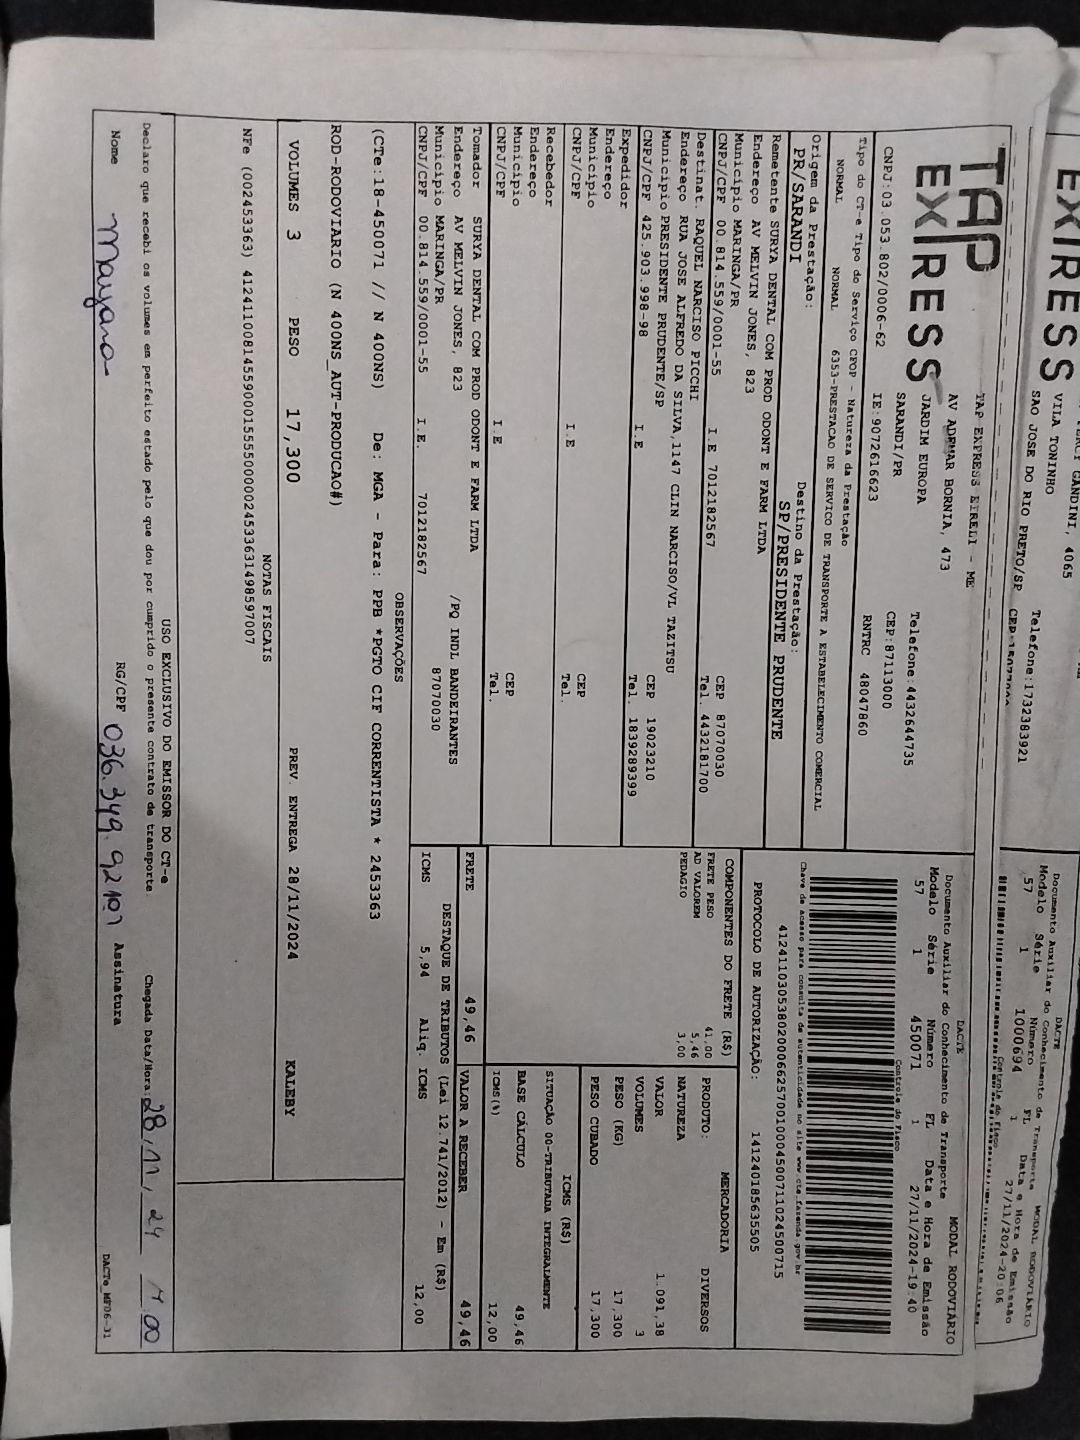 EXPRESS
GANDINI, 4065
VILA TONINHO
SAO JOSE DO RIO PRETO/SP
Telefone:1732383921
DACTE
MODAL RODOVIÁRIO
Documento Auxiliar do Conhecimento de Transporte
Modelo Série Número FL Data e Hora de Emissão
57 1 1000694 1 27/11/2024-20:06
Controle do Fisco
TAP
EXPRESS
TAP EXPRESS EIRELI - ME
AV ADEMAR BORNIA, 473
JARDIM EUROPA
SARANDI/PR
Telefone:4432644735
CEP:87113000
CNPJ:03.053.802/0006-62 IE:9072616623 RNTRC 48047860
DACTE
MODAL RODOVIÁRIO
Documento Auxiliar do Conhecimento de Transporte
Modelo Série Número FL Data e Hora de Emissão
57 1 450071 1 27/11/2024-19:40
Controle do Fisco
Chave de acesso para consulta de autenticidade no site www.cte.fazenda.gov.br
41241103053802000662570010004500711024500715
PROTOCOLO DE AUTORIZAÇÃO: 141240185635505
Tipo do CT-e Tipo do Serviço CFOP - Natureza da Prestação
NORMAL NORMAL 6353-PRESTACAO DE SERVICO DE TRANSPORTE A ESTABELECIMENTO COMERCIAL
Origem da Prestação: Destino da Prestação:
PR/SARANDI SP/PRESIDENTE PRUDENTE
Remetente SURYA DENTAL COM PROD ODONT E FARM LTDA
Endereço AV MELVIN JONES, 823
Município MARINGA/PR CEP 87070030
CNPJ/CPF 00.814.559/0001-55 I.E 7012182567 Tel. 4432181700
Destinat. RAQUEL NARCISO PICCHI
Endereço RUA JOSE ALFREDO DA SILVA,1147 CLIN NARCISO/VL TAZITSU
Município PRESIDENTE PRUDENTE/SP CEP 19023210
CNPJ/CPF 425.903.998-98 I.E Tel. 1839289399
Expedidor
Endereço
Município CEP
CNPJ/CPF I.E Tel.
Recebedor
Endereço
Município CEP
CNPJ/CPF I.E Tel.
Tomador SURYA DENTAL COM PROD ODONT E FARM LTDA
Endereço AV MELVIN JONES, 823 /PQ INDL BANDEIRANTES
Município MARINGA/PR 87070030
CNPJ/CPF 00.814.559/0001-55 I.E. 7012182567
COMPONENTES DO FRETE (R$)
FRETE PESO 41,00
AD VALOREM 5,46
PEDAGIO 3,00
MERCADORIA
PRODUTO: DIVERSOS
NATUREZA
VALOR 1.091,38
VOLUMES 3
PESO (KG) 17,300
PESO CUBADO 17,300
ICMS (R$)
SITUAÇÃO 00-TRIBUTADA INTEGRALMENTE
BASE CÁLCULO 49,46
ICMS(%) 12,00
FRETE 49,46 VALOR A RECEBER 49,46
DESTAQUE DE TRIBUTOS (Lei 12.741/2012) - Em (R$)
ICMS 5,94 Aliq. ICMS 12,00
OBSERVAÇÕES
(CTe:18-450071 // N 400NS) De: MGA - Para: PPB *PGTO CIF CORRENTISTA * 2453363
ROD-RODOVIARIO (N 400NS_AUT-PRODUCAO#)
VOLUMES 3 PESO 17,300 PREV. ENTREGA 28/11/2024 KALEBY
NOTAS FISCAIS
NFe (002453363) 41241100814559000155550000024533631498597007
USO EXCLUSIVO DO EMISSOR DO CT-e
Declaro que recebi os volumes em perfeito estado pelo que dou por cumprido o presente contrato de transporte Chegada Data/Hora: 28/11/24
Nome Mayara RG/CPF Assinatura DACTe_MF06-31